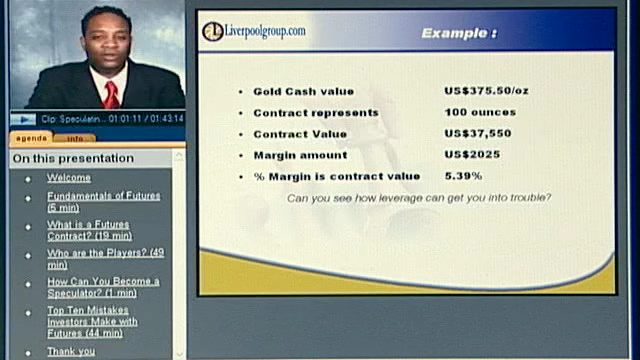 Liverpoolgroup.com
Example :
Clip: Speculatin... 01:01:11 / 01:43:14
agenda
info
On this presentation
Welcome
Fundamentals of Futures
(5 min)
What is a Futures
Contract? (19 min)
Who are the Players? (49
min)
How Can You Become a
Speculator? (1 min)
Top Ten Mistakes
Investors Make with
Futures (44 min)
Thank you
• Gold Cash value US$375.50/oz
• Contract represents 100 ounces
• Contract Value US$37,550
• Margin amount US$2025
• % Margin is contract value 5.39%
Can you see how leverage can get you into trouble?